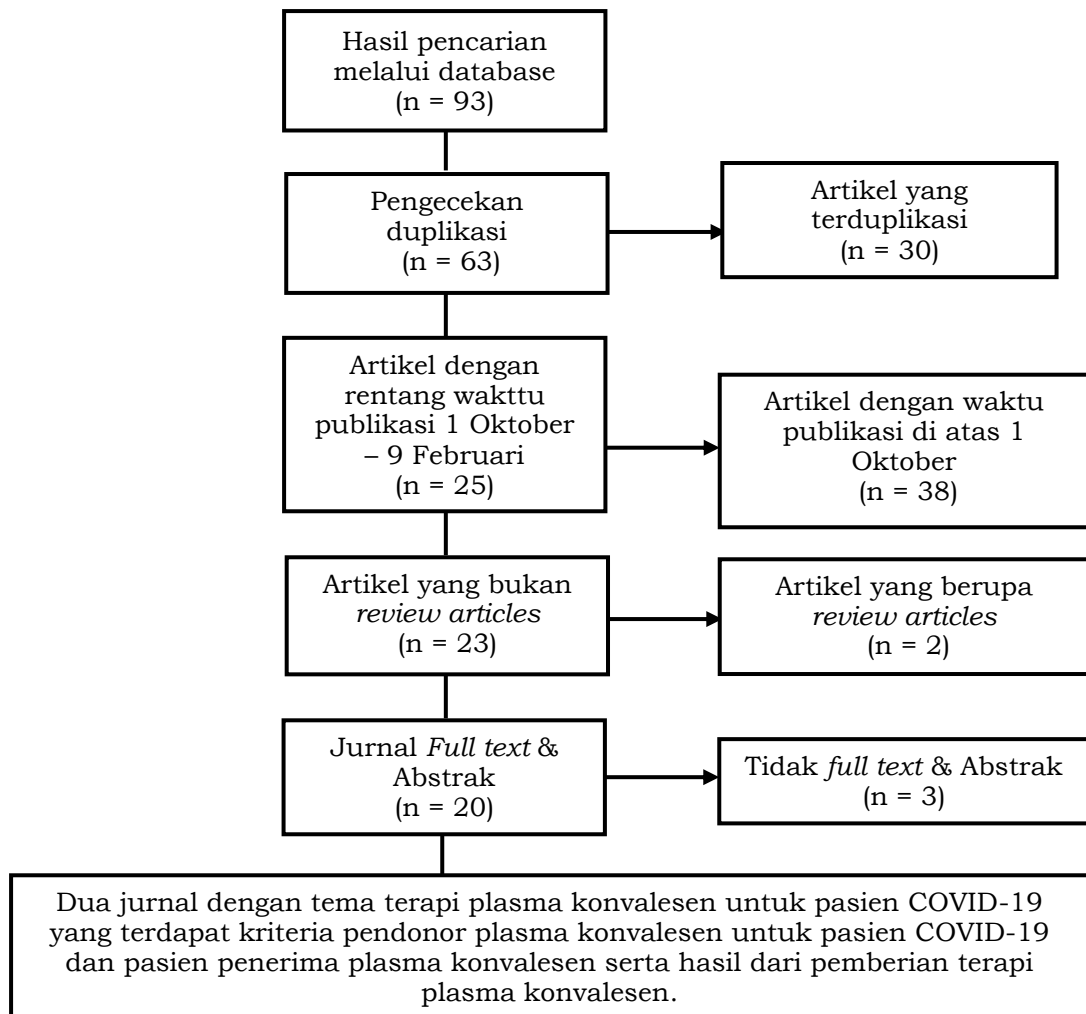 Hasil pencarian
melalui database
(n = 93)
Pengecekan
duplikasi
(n = 63)
Artikel yang
terduplikasi
(n = 30)
Artikel dengan
rentang wakttu
publikasi 1 Oktober
– 9 Februari
(n = 25)
Artikel dengan waktu
publikasi di atas 1
Oktober
(n = 38)
Artikel yang bukan
review articles
(n = 23)
Artikel yang berupa
review articles
(n = 2)
Jurnal Full text &
Abstrak
(n = 20)
Tidak full text & Abstrak
(n = 3)
Dua jurnal dengan tema terapi plasma konvalesen untuk pasien COVID-19
yang terdapat kriteria pendonor plasma konvalesen untuk pasien COVID-19
dan pasien penerima plasma konvalesen serta hasil dari pemberian terapi
plasma konvalesen.